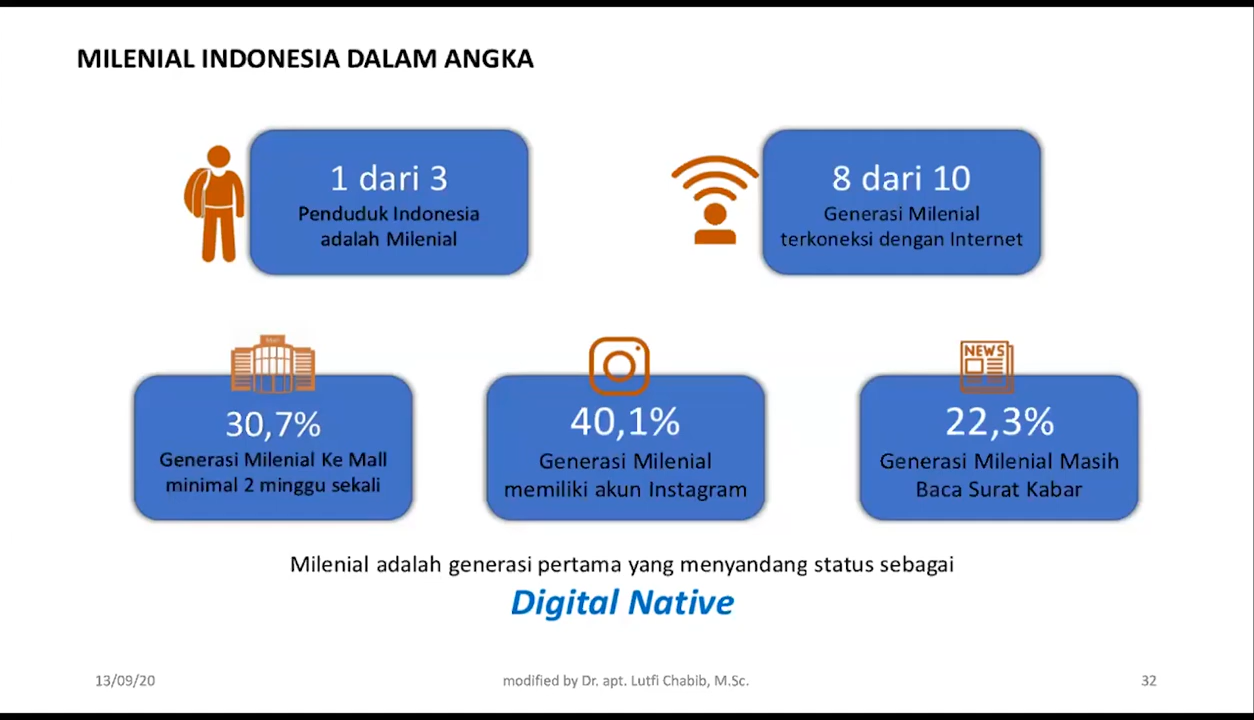 MILENIAL INDONESIA DALAM ANGKA
1 dari 3
Penduduk Indonesia
adalah Milenial
8 dari 10
Generasi Milenial
terkoneksi dengan Internet
30,7%
Generasi Milenial Ke Mall
minimal 2 minggu sekali
40,1%
Generasi Milenial
memiliki akun Instagram
NEWS
22,3%
Generasi Milenial Masih
Baca Surat Kabar
Milenial adalah generasi pertama yang menyandang status sebagai
Digital Native
13/09/20
modified by Dr. apt. Lutfi Chabib, M.Sc.
32